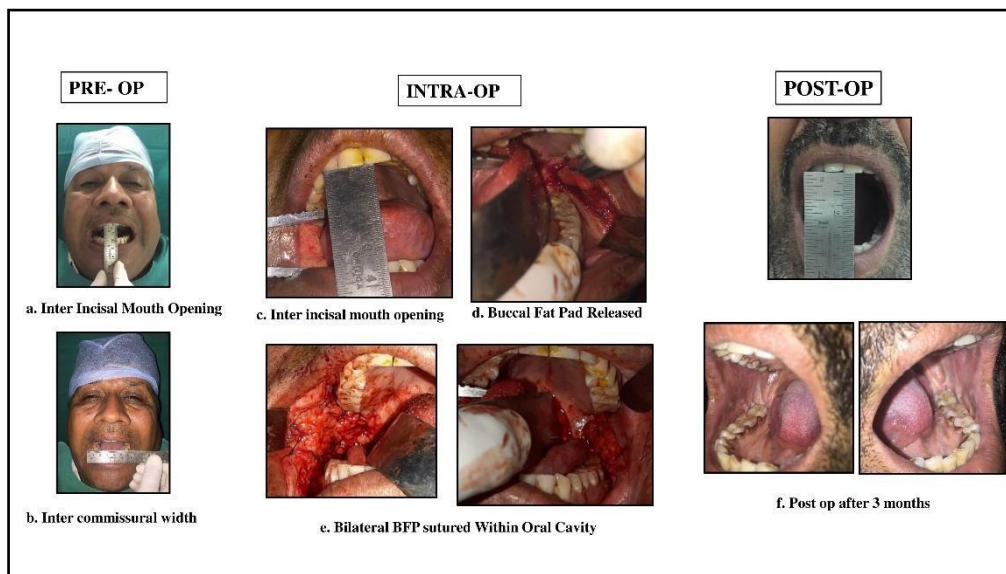 PRE- OP
INTRA-OP
POST-OP
a. Inter Incisal Mouth Opening
c. Inter incisal mouth opening
d. Buccal Fat Pad Released
b. Inter commissural width
e. Bilateral BFP sutured Within Oral Cavity
f. Post op after 3 months